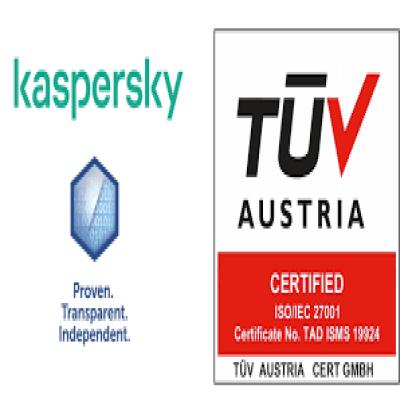 kaspersky
Proven.
Transparent.
Independent.
TÜV
AUSTRIA
CERTIFIED
ISO/IEC 27001
Certificate No. TAD ISMS 19924
TÜV AUSTRIA CERT GMBH